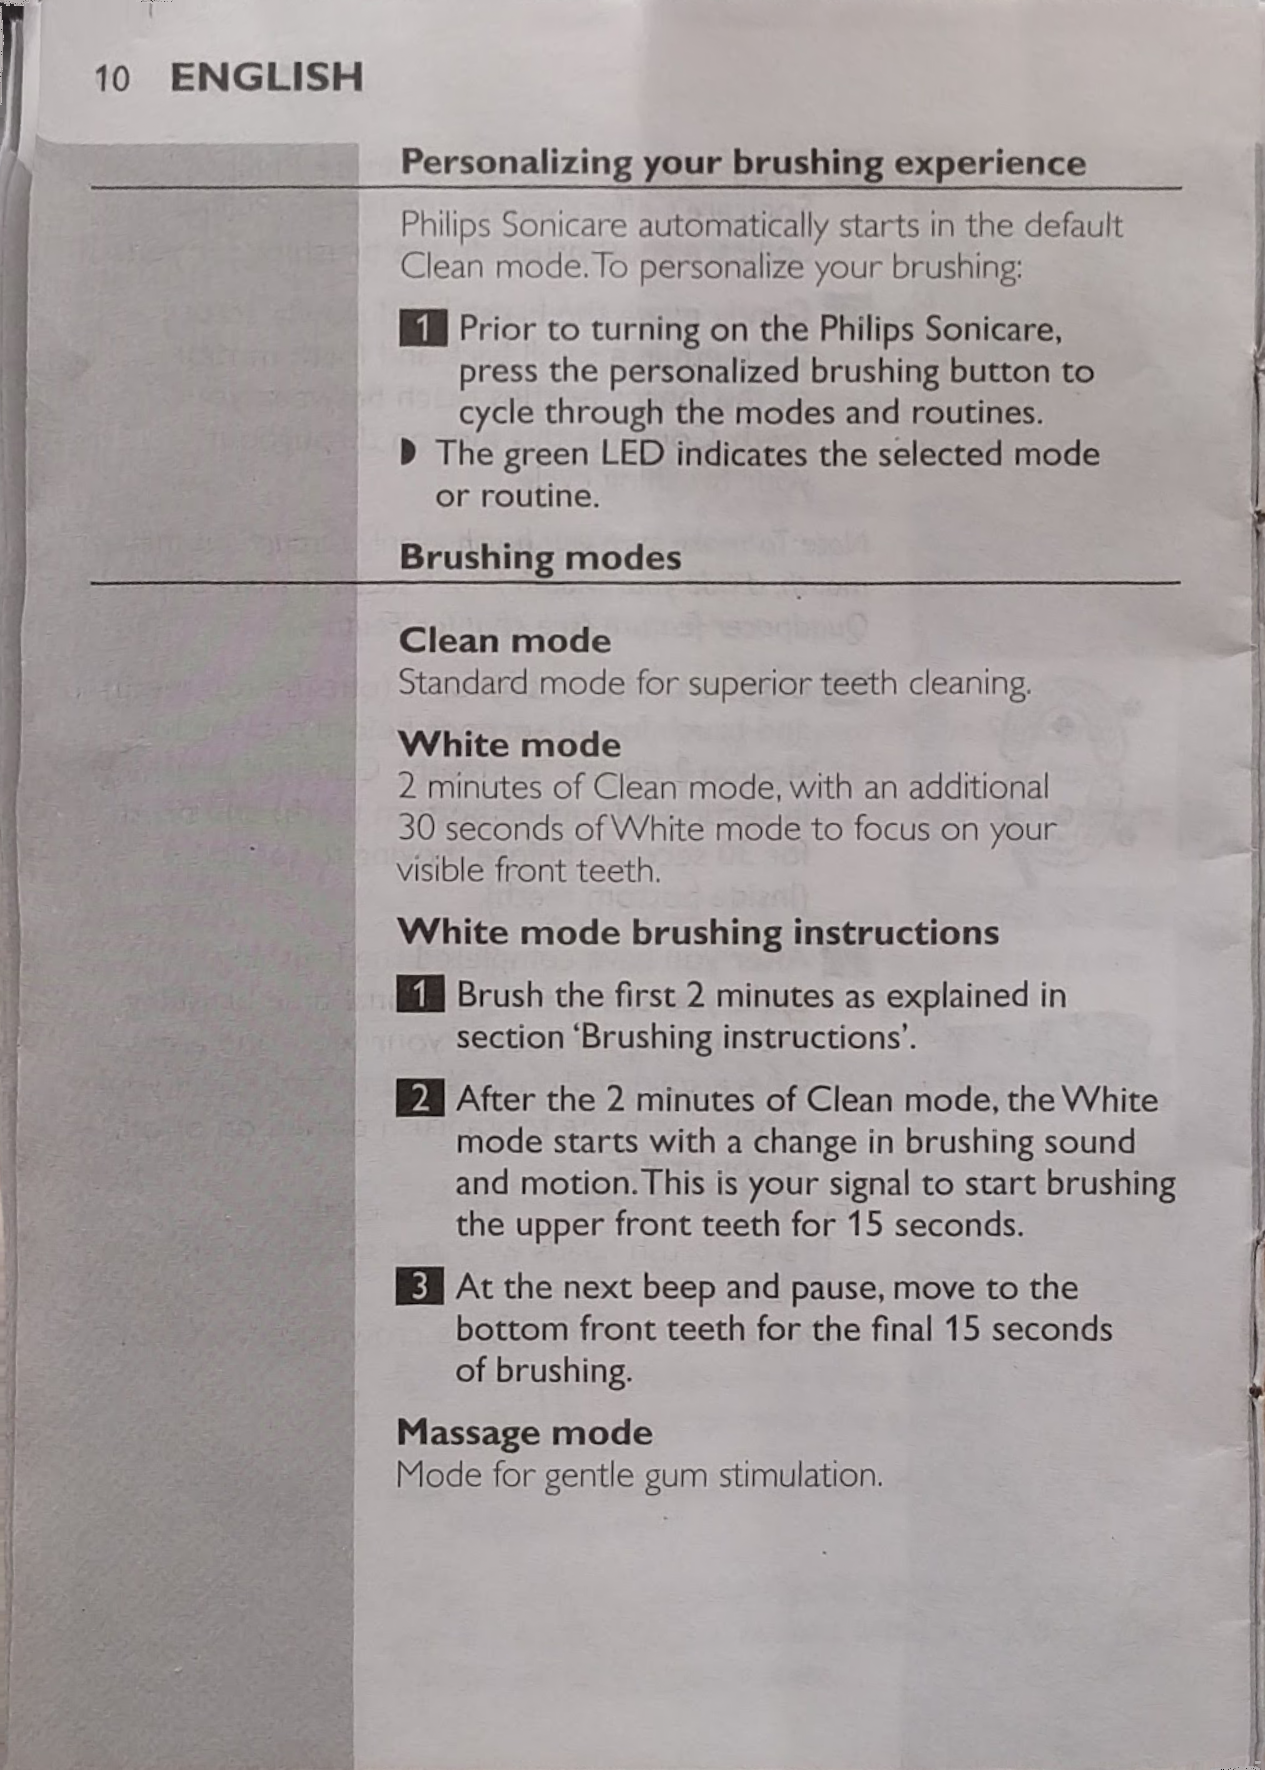 10 ENGLISH
Personalizing your brushing experience
Philips Sonicare automatically starts in the default
Clean mode. To personalize your brushing:
1 Prior to turning on the Philips Sonicare,
press the personalized brushing button to
cycle through the modes and routines.
The green LED indicates the selected mode
or routine.
Brushing modes
Clean mode
Standard mode for superior teeth cleaning.
White mode
2 minutes of Clean mode, with an additional
30 seconds of White mode to focus on your
visible front teeth.
White mode brushing instructions
1 Brush the first 2 minutes as explained in
section ‘Brushing instructions’.
2 After the 2 minutes of Clean mode, the White
mode starts with a change in brushing sound
and motion. This is your signal to start brushing
the upper front teeth for 15 seconds.
3 At the next beep and pause, move to the
bottom front teeth for the final 15 seconds
of brushing.
Massage mode
Mode for gentle gum stimulation.